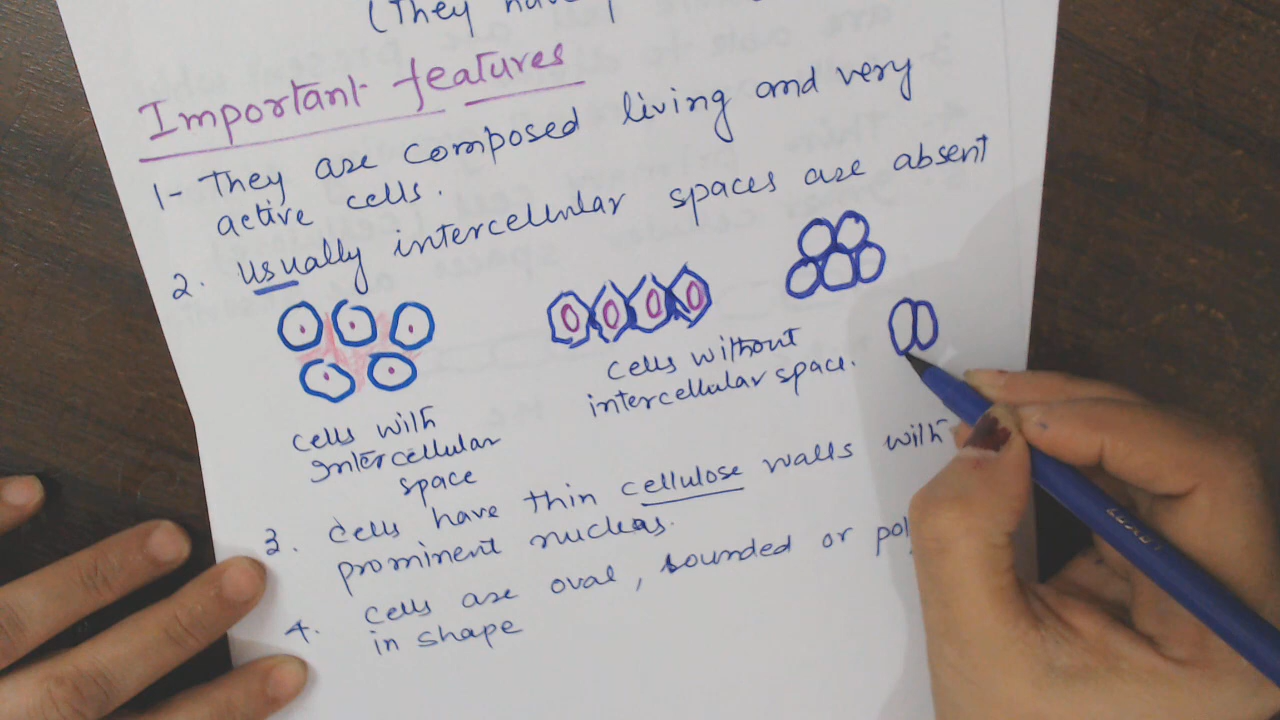 (They have
Important features
1- They are composed living and very
active cells.
2. Usually intercellular spaces are absent
cells with
Intercellular
space
cells without
intercellular space.
3. Cells have thin cellulose walls with
prominent nucleus.
4. cells are oval, rounded or pol
in shape